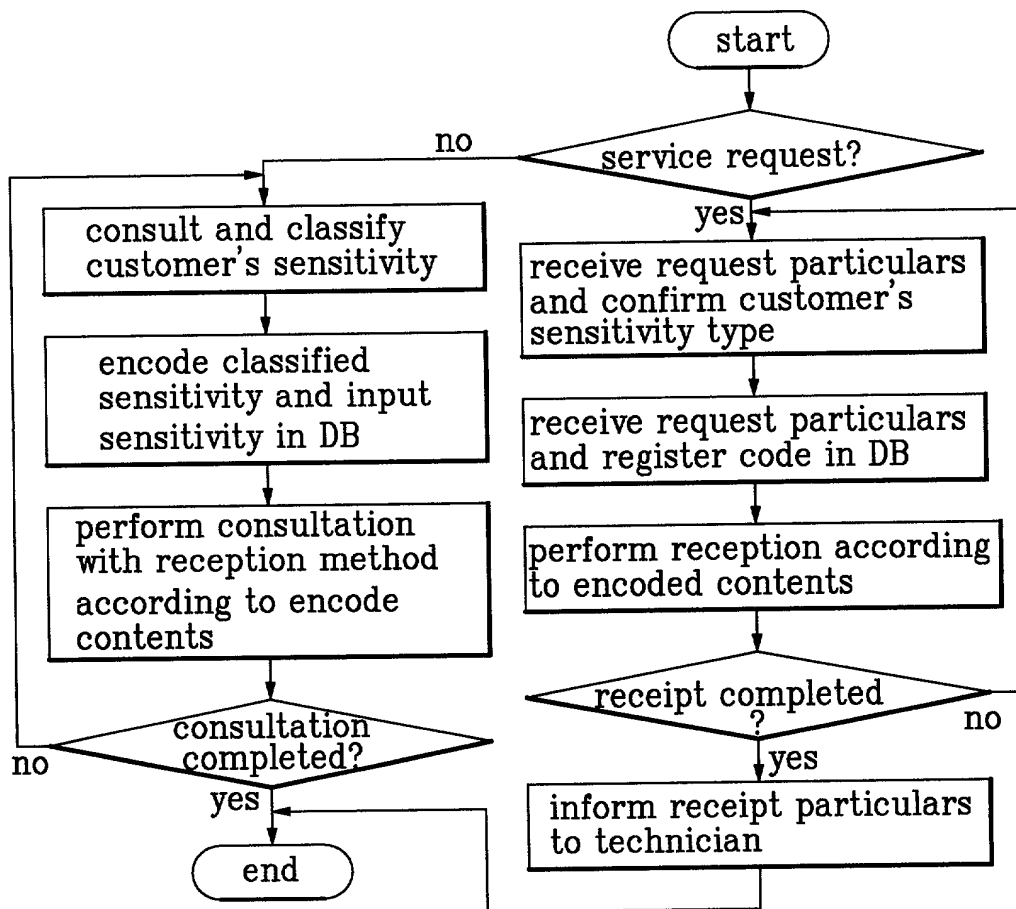 start
service request?
no
yes
consult and classify
customer's sensitivity
encode classified
sensitivity and input
sensitivity in DB
perform consultation
with reception method
according to encode
contents
consultation
completed?
no
yes
end
receive request particulars
and confirm customer's
sensitivity type
receive request particulars
and register code in DB
perform reception according
to encoded contents
receipt completed
?
no
yes
inform receipt particulars
to technician